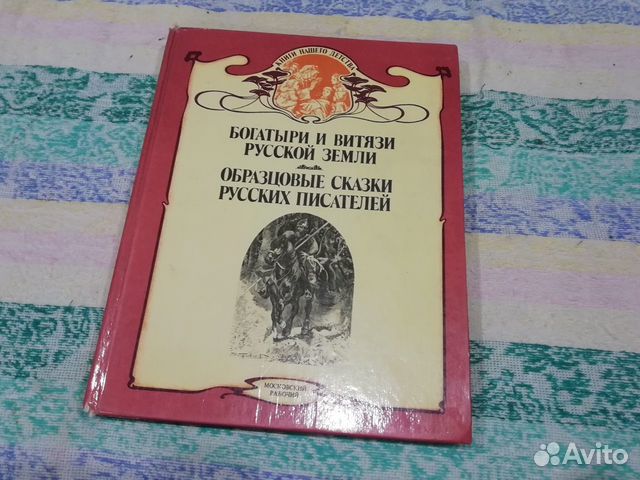 КНИГИ НАШЕГО ДЕТСТВА
БОГАТЫРИ И ВИТЯЗИ
РУССКОЙ ЗЕМЛИ
ОБРАЗЦОВЫЕ СКАЗКИ
РУССКИХ ПИСАТЕЛЕЙ
МОСКОВСКИЙ
РАБОЧИЙ
Avito